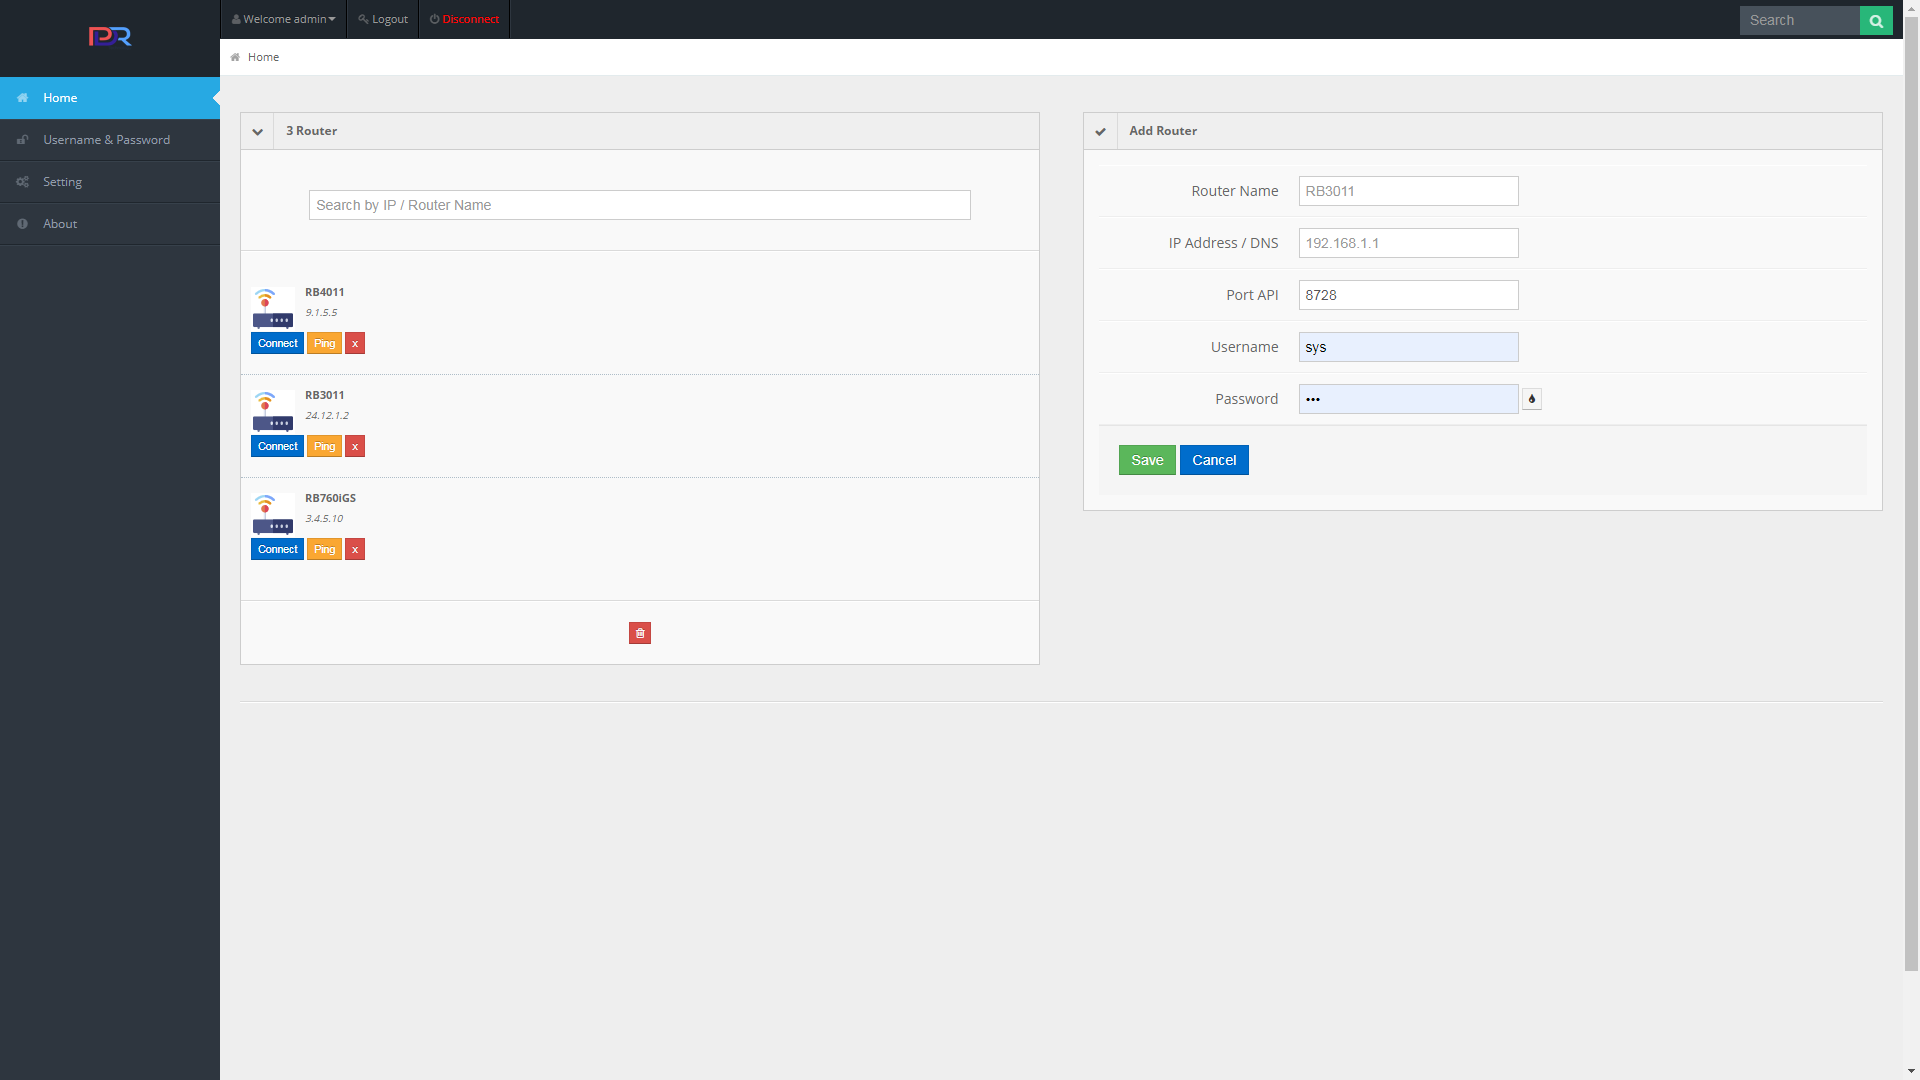 PDR
Welcome admin
Logout
Disconnect
Search
Home
Home
Username & Password
Setting
About
3 Router
Search by IP / Router Name
RB4011
9.1.5.5
Connect Ping x
RB3011
24.12.1.2
Connect Ping x
RB760iGS
3.4.5.10
Connect Ping x
Add Router
Router Name RB3011
IP Address / DNS 192.168.1.1
Port API 8728
Username sys
Password •••
Save Cancel